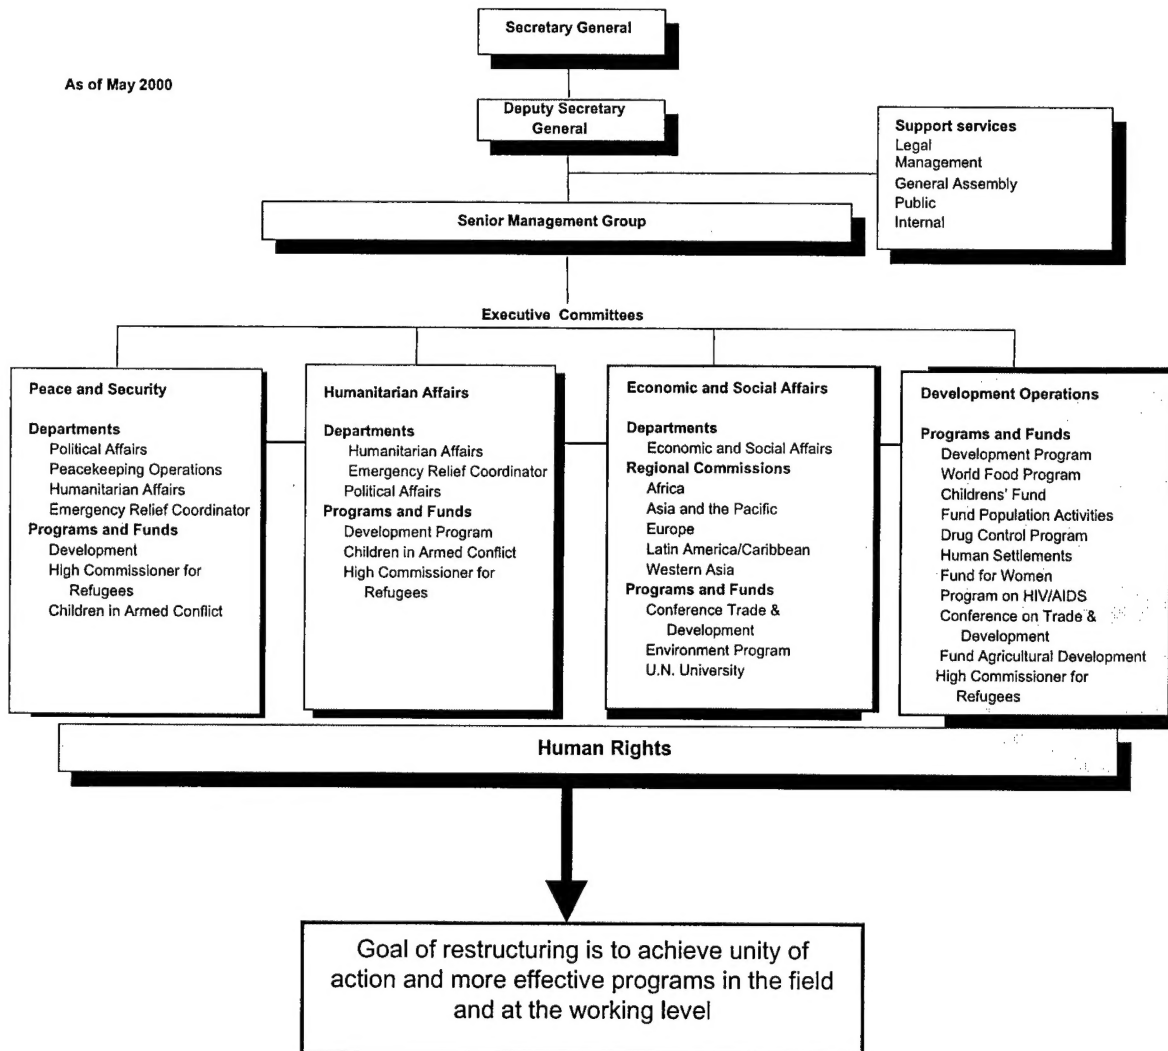 Secretary General
As of May 2000
Deputy Secretary
General
Support services
Legal
Management
General Assembly
Public
Internal
Senior Management Group
Executive Committees
Peace and Security
Departments
Political Affairs
Peacekeeping Operations
Humanitarian Affairs
Emergency Relief Coordinator
Programs and Funds
Development
High Commissioner for
Refugees
Children in Armed Conflict
Humanitarian Affairs
Departments
Humanitarian Affairs
Emergency Relief Coordinator
Political Affairs
Programs and Funds
Development Program
Children in Armed Conflict
High Commissioner for
Refugees
Economic and Social Affairs
Departments
Economic and Social Affairs
Regional Commissions
Africa
Asia and the Pacific
Europe
Latin America/Caribbean
Western Asia
Programs and Funds
Conference Trade &
Development
Environment Program
U.N. University
Development Operations
Programs and Funds
Development Program
World Food Program
Childrens' Fund
Fund Population Activities
Drug Control Program
Human Settlements
Fund for Women
Program on HIV/AIDS
Conference on Trade &
Development
Fund Agricultural Development
High Commissioner for
Refugees
Human Rights
Goal of restructuring is to achieve unity of
action and more effective programs in the field
and at the working level